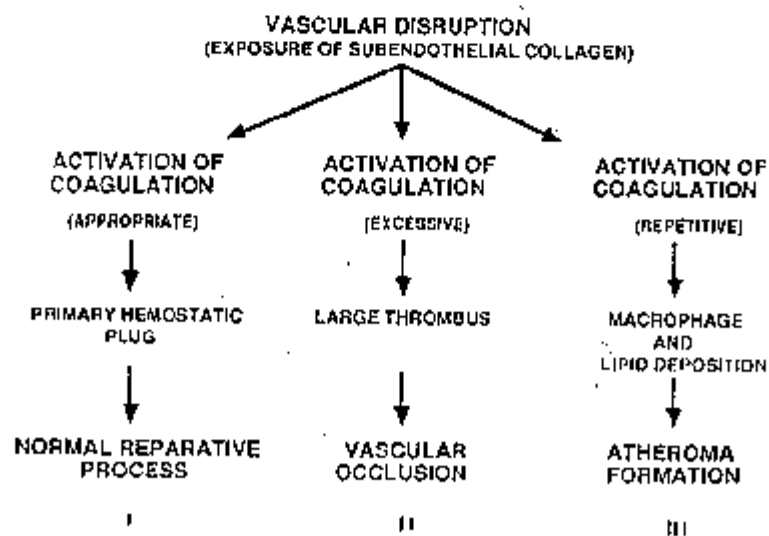 VASCULAR DISRUPTION
(EXPOSURE OF SUBENDOTHELIAL COLLAGEN)
ACTIVATION OF
COAGULATION
(APPROPRIATE)
PRIMARY HEMOSTATIC
PLUG
NORMAL REPARATIVE
PROCESS
I
ACTIVATION OF
COAGULATION
(EXCESSIVE)
LARGE THROMBUS
VASCULAR
OCCLUSION
II
ACTIVATION OF
COAGULATION
(REPETITIVE)
MACROPHAGE
AND
LIPID DEPOSITION
ATHEROMA
FORMATION
III